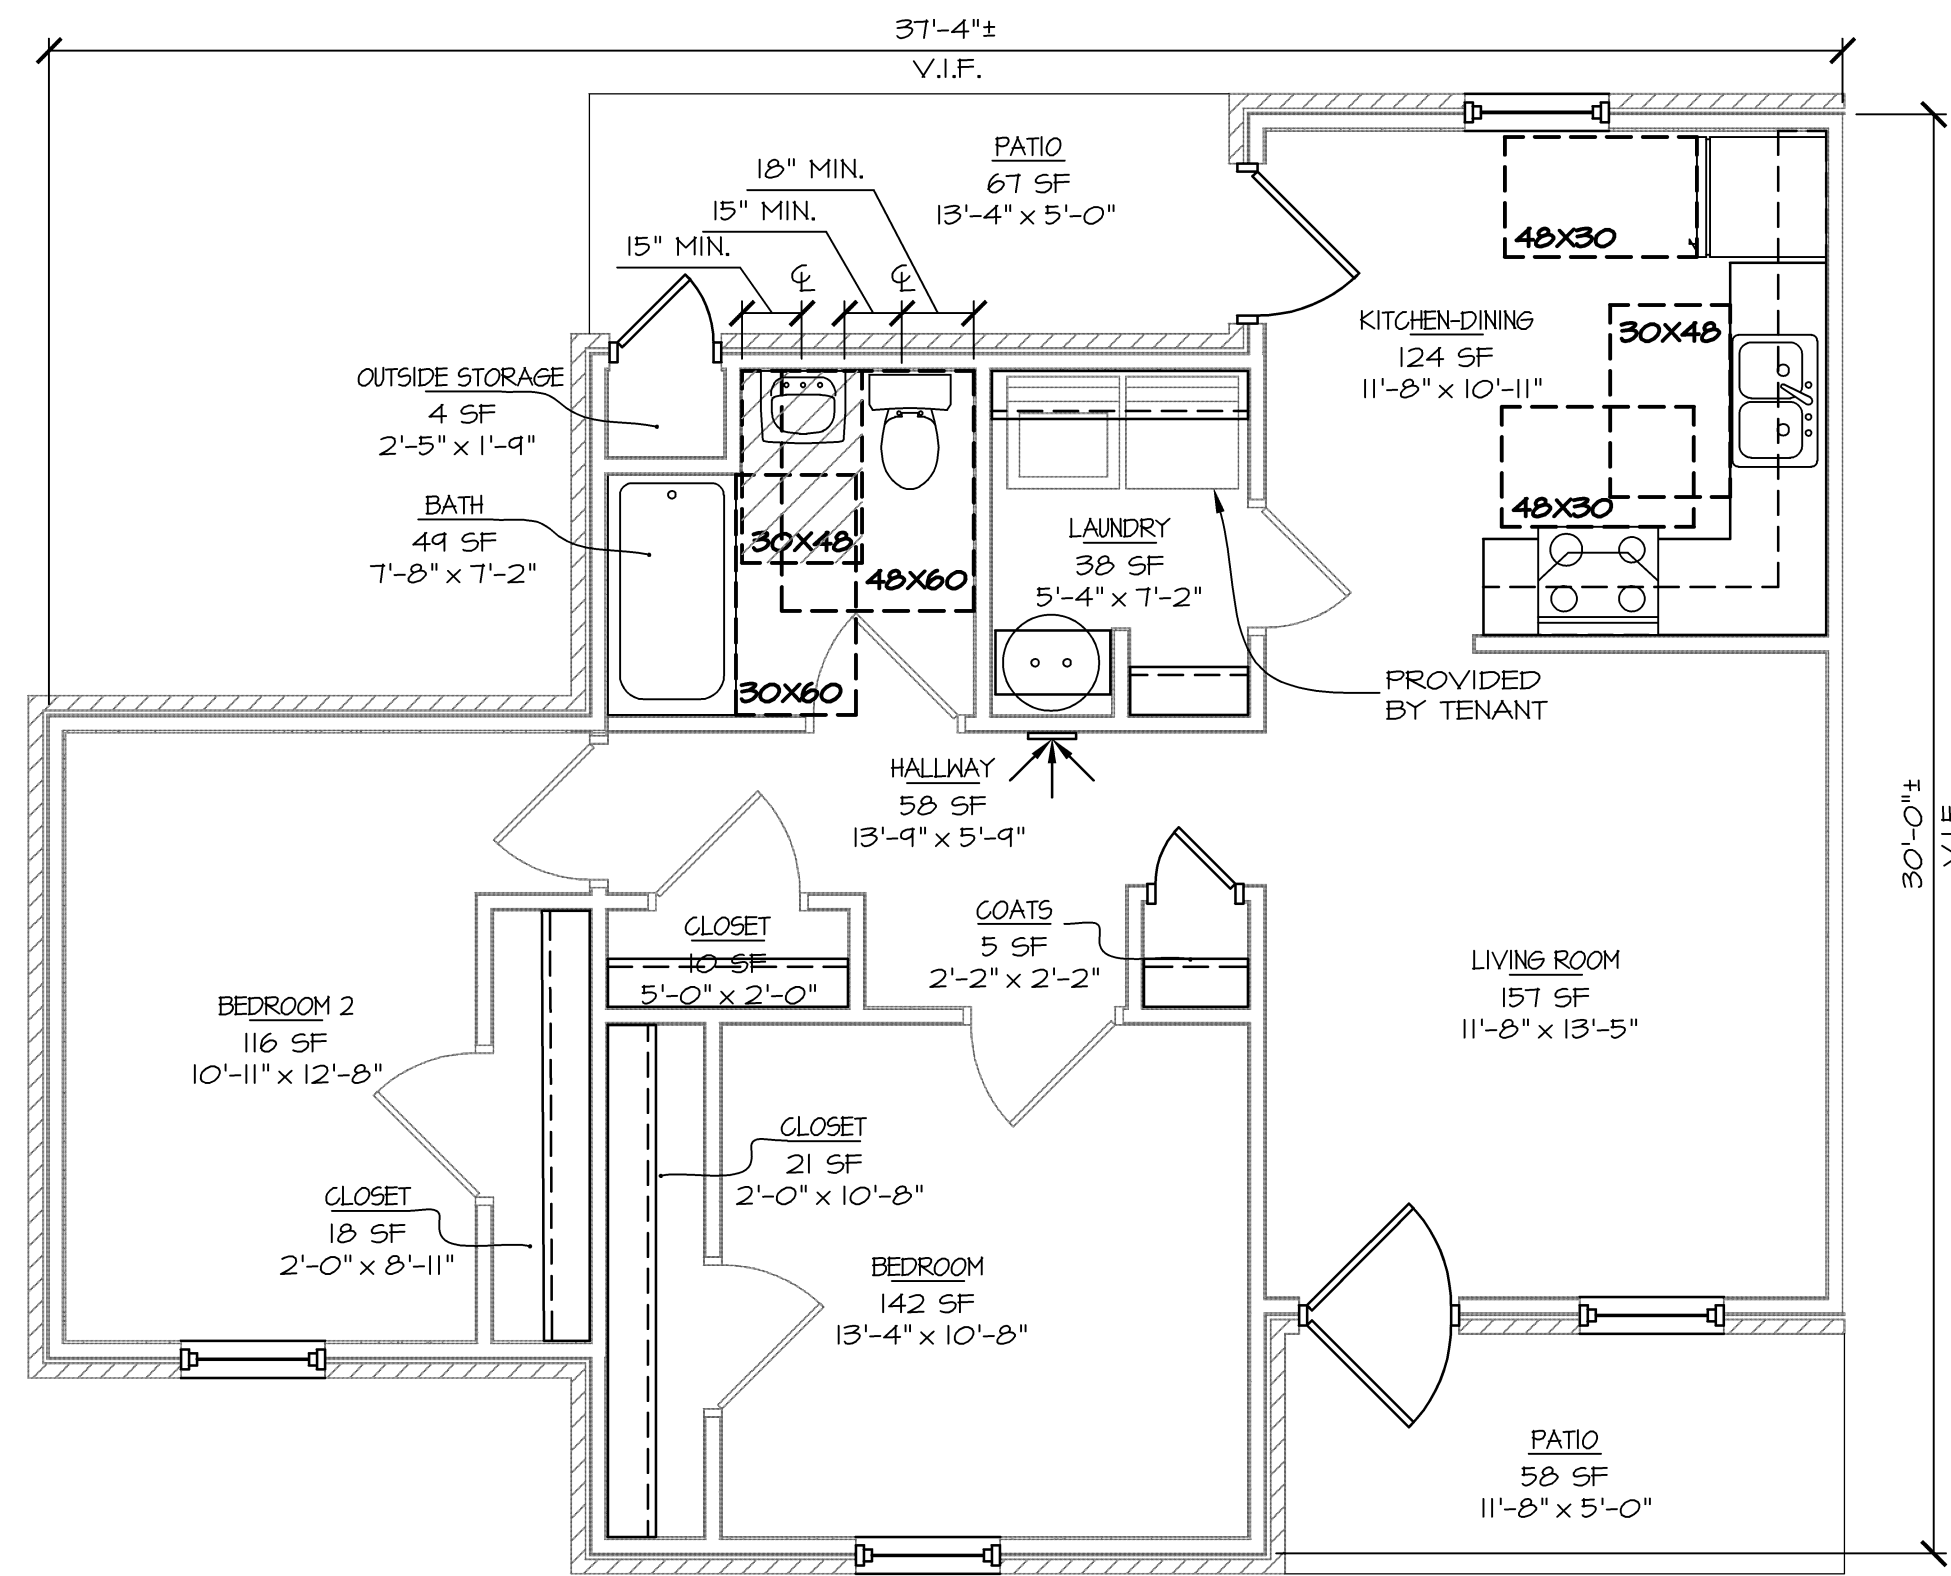 37'-4"±
V.I.F.
PATIO
67 SF
13'-4" x 5'-0"
18" MIN.
15" MIN.
15" MIN.
℄
℄
48X30
KITCHEN-DINING
124 SF
11'-8" x 10'-11"
30X48
48X30
OUTSIDE STORAGE
4 SF
2'-5" x 1'-9"
BATH
49 SF
7'-8" x 7'-2"
30X48
48X60
30X60
LAUNDRY
38 SF
5'-4" x 7'-2"
PROVIDED
BY TENANT
HALLWAY
58 SF
13'-9" x 5'-9"
30'-0"±
V.I.F.
CLOSET
10 SF
5'-0" x 2'-0"
COATS
5 SF
2'-2" x 2'-2"
LIVING ROOM
157 SF
11'-8" x 13'-5"
BEDROOM 2
116 SF
10'-11" x 12'-8"
CLOSET
21 SF
2'-0" x 10'-8"
CLOSET
18 SF
2'-0" x 8'-11"
BEDROOM
142 SF
13'-4" x 10'-8"
PATIO
58 SF
11'-8" x 5'-0"